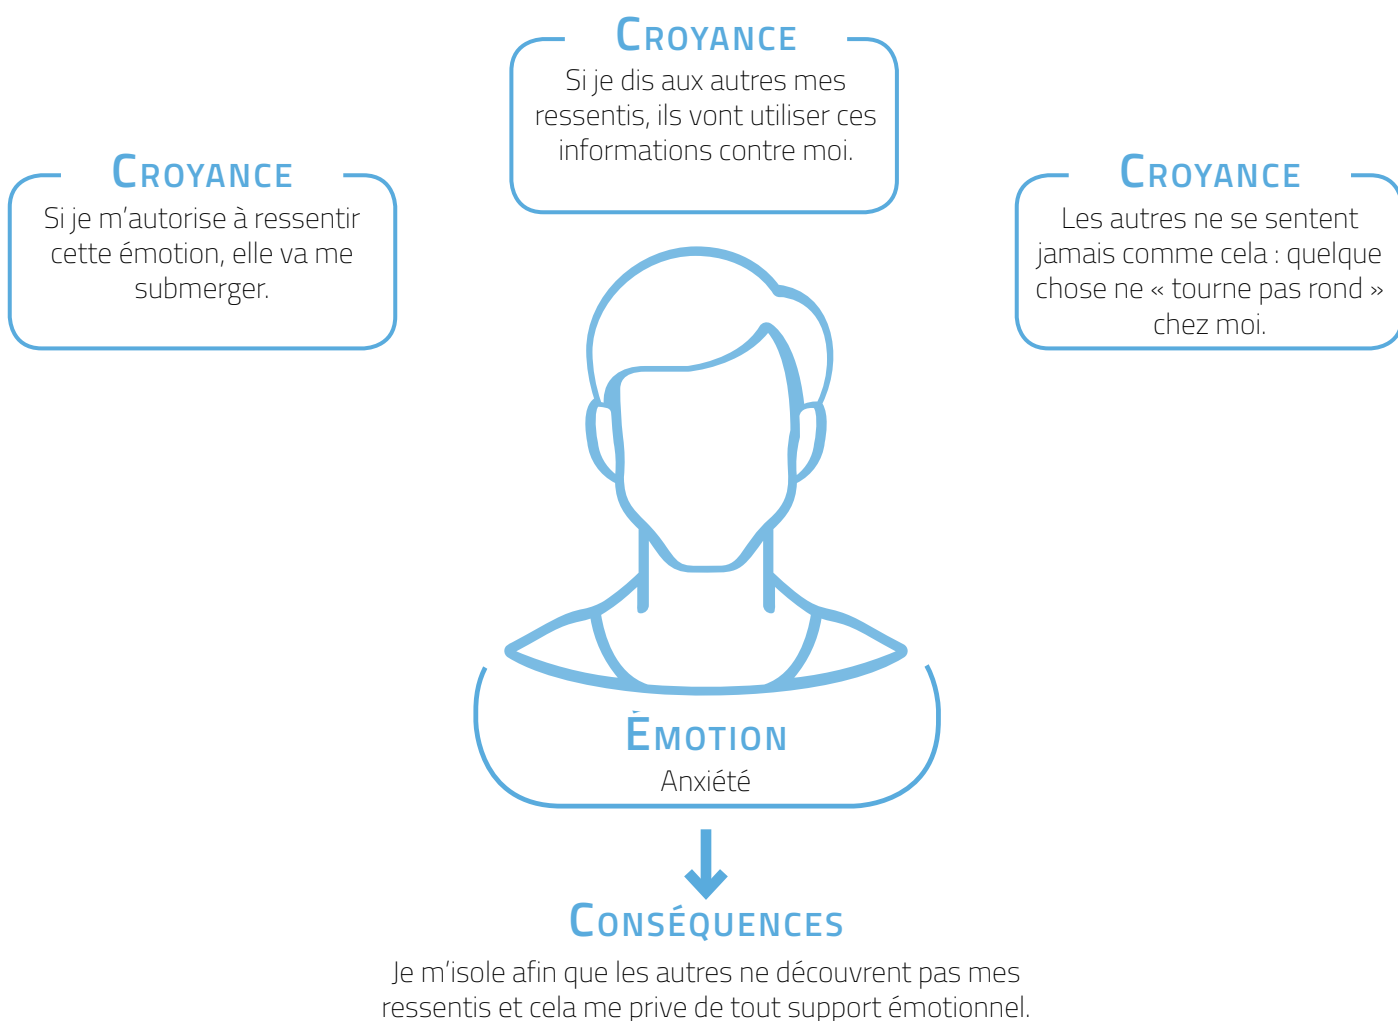 CROYANCE
Si je dis aux autres mes
ressentis, ils vont utiliser ces
informations contre moi.
CROYANCE
Si je m’autorise à ressentir
cette émotion, elle va me
submerger.
CROYANCE
Les autres ne se sentent
jamais comme cela : quelque
chose ne « tourne pas rond »
chez moi.
ÉMOTION
Anxiété
CONSÉQUENCES
Je m’isole afin que les autres ne découvrent pas mes
ressentis et cela me prive de tout support émotionnel.